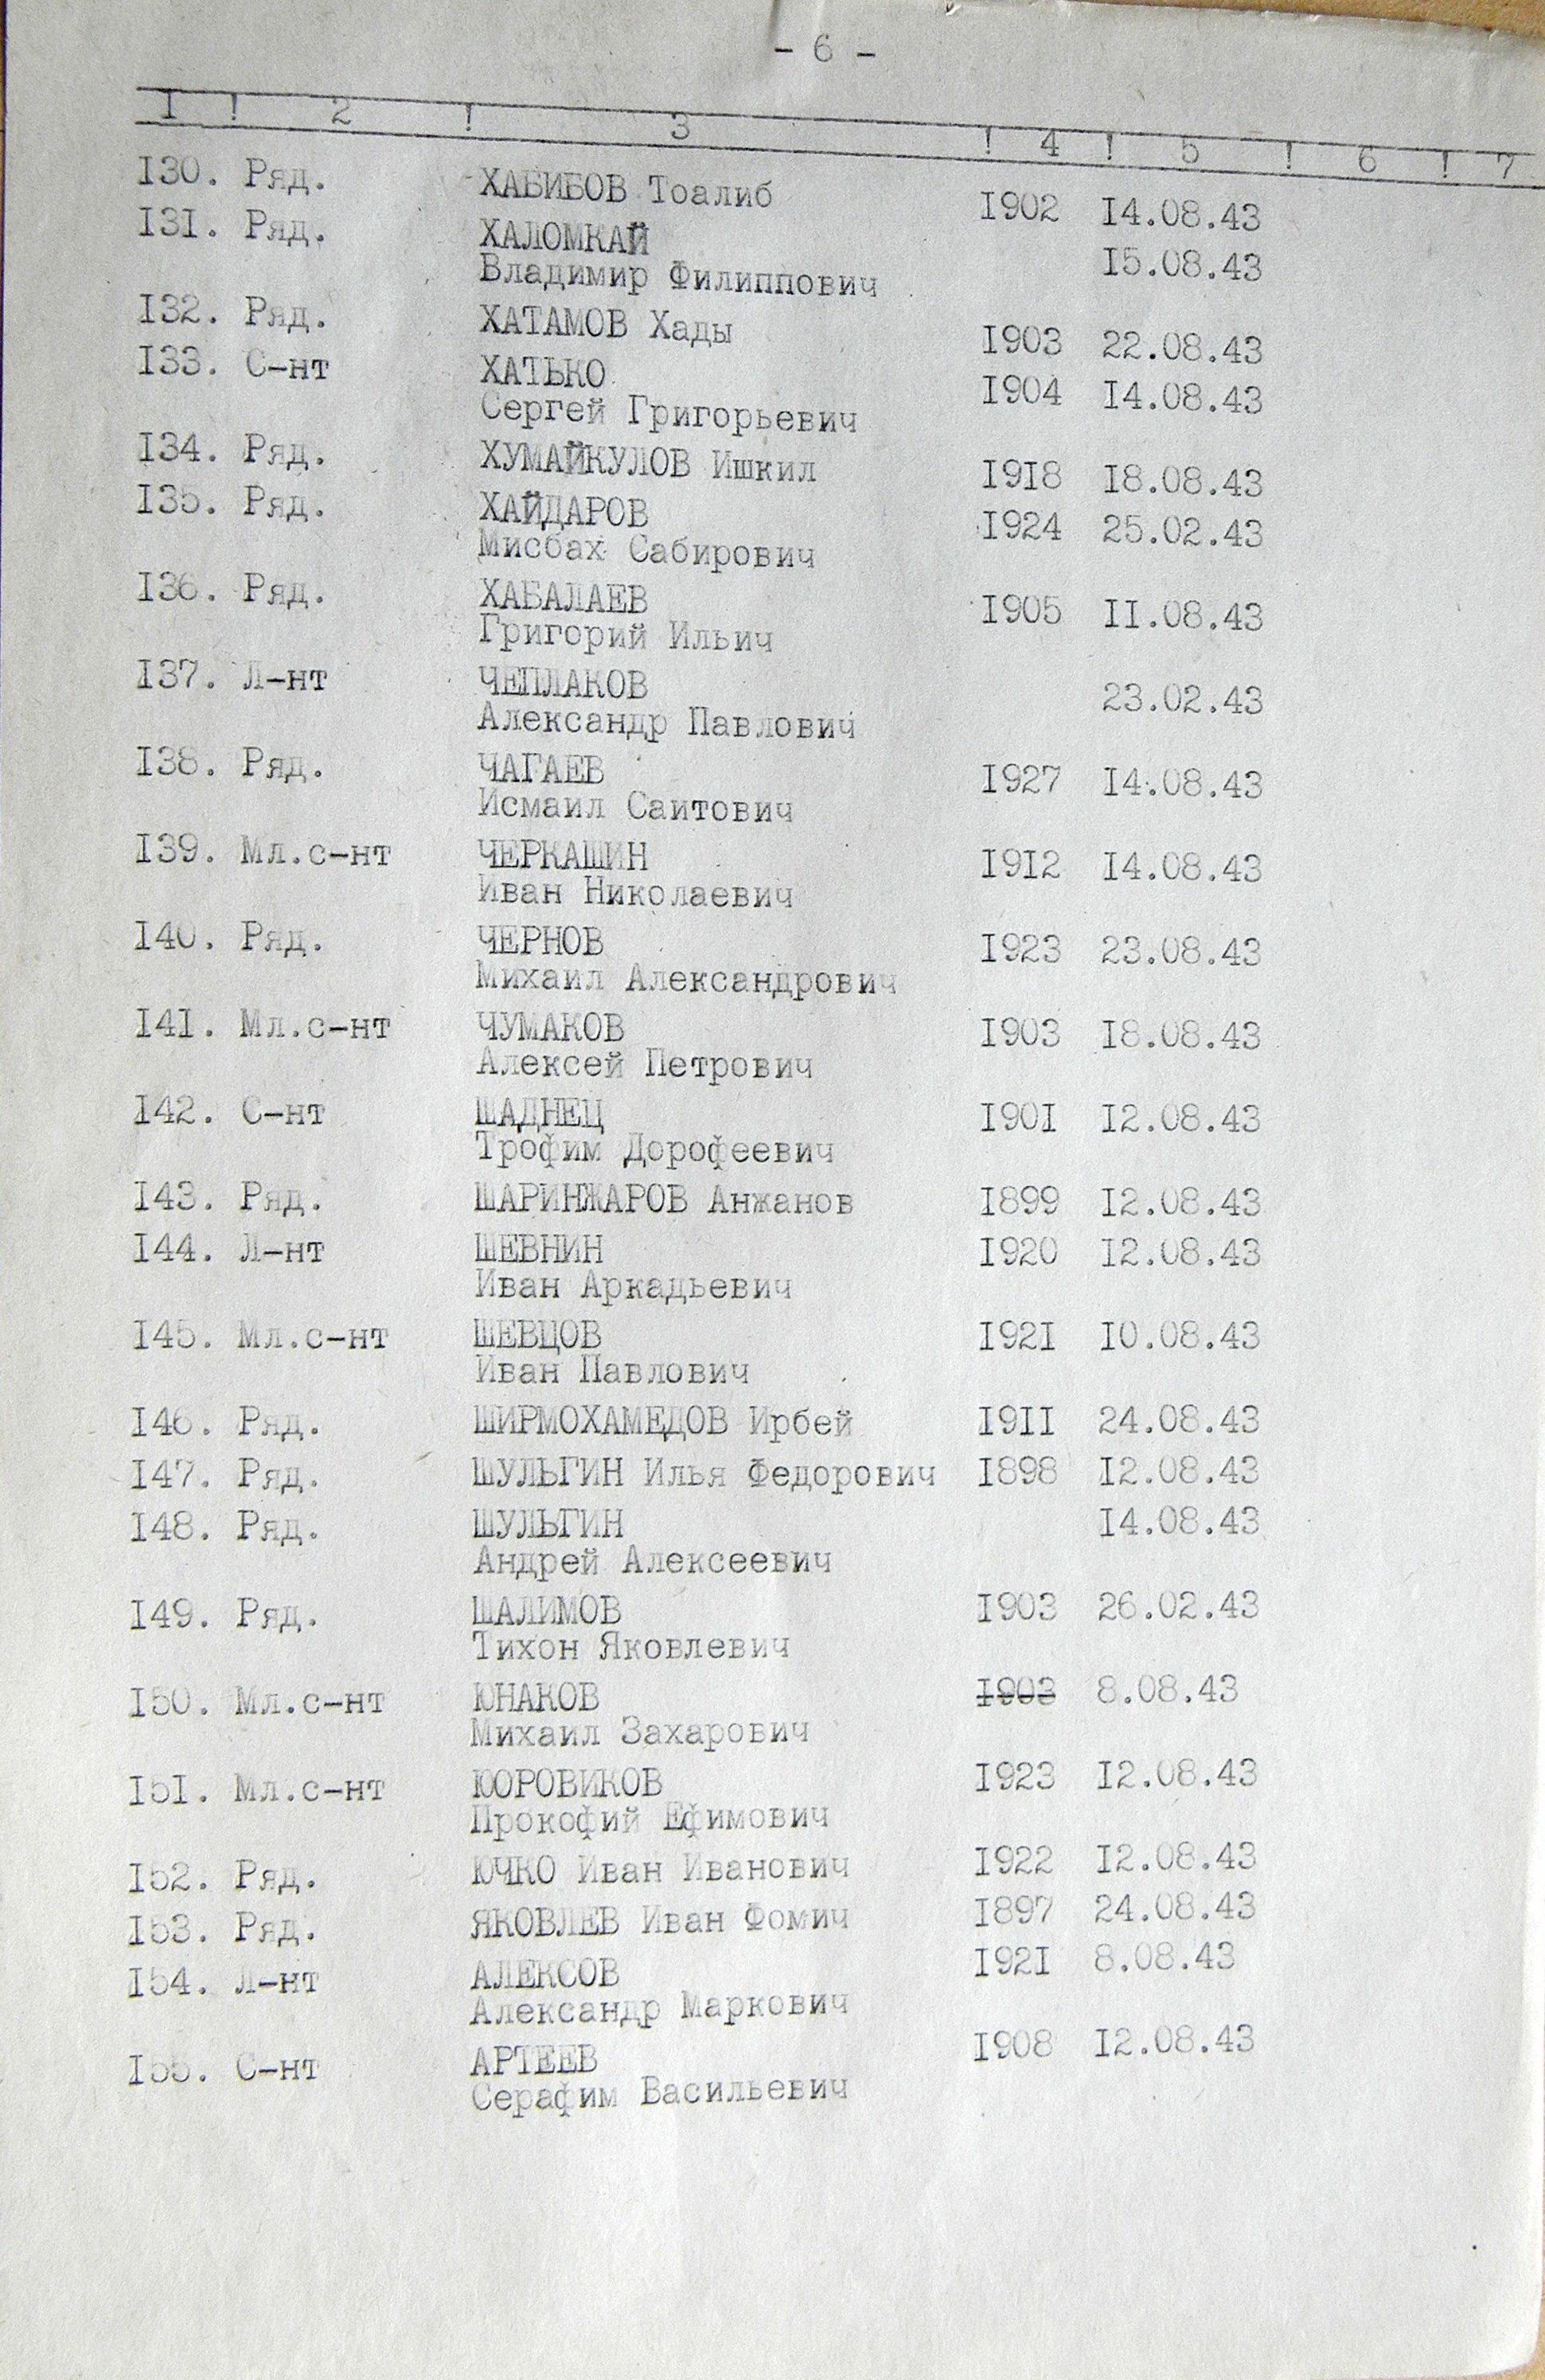 - 6 -
I ! 2 ! 3 ! 4 ! 5 ! 6 ! 7
I30. Ряд. ХАБИБОВ Тоалиб I902 I4.08.43
I3I. Ряд. ХАЛОМКАЙ I5.08.43
Владимир Филиппович
I32. Ряд. ХАТАМОВ Хады I903 22.08.43
I33. С-нт ХАТЬКО I904 I4.08.43
Сергей Григорьевич
I34. Ряд. ХУМАЙКУЛОВ Ишкил I9I8 I8.08.43
I35. Ряд. ХАЙДАРОВ I924 25.02.43
Мисбах Сабирович
I36. Ряд. ХАБАЛАЕВ I905 II.08.43
Григорий Ильич
I37. Л-нт ЧЕПЛАКОВ 23.02.43
Александр Павлович
I38. Ряд. ЧАГАЕВ I927 I4.08.43
Исмаил Саитович
I39. Мл.с-нт ЧЕРКАШИН I9I2 I4.08.43
Иван Николаевич
I40. Ряд. ЧЕРНОВ I923 23.08.43
Михаил Александрович
I4I. Мл.с-нт ЧУМАКОВ I903 I8.08.43
Алексей Петрович
I42. С-нт ШАДНЕЦ I90I I2.08.43
Трофим Дорофеевич
I43. Ряд. ШАРИНЖАРОВ Анжанов I899 I2.08.43
I44. Л-нт ШЕВНИН I920 I2.08.43
Иван Аркадьевич
I45. Мл.с-нт ШЕВЦОВ I92I I0.08.43
Иван Павлович
I46. Ряд. ШИРМОХАМЕДОВ Ирбей I9II 24.08.43
I47. Ряд. ШУЛЬГИН Илья Федорович I898 I2.08.43
I48. Ряд. ШУЛЬГИН I4.08.43
Андрей Алексеевич
I49. Ряд. ШАЛИМОВ I903 26.02.43
Тихон Яковлевич
I50. Мл.с-нт ЮНАКОВ I903 8.08.43
Михаил Захарович
I5I. Мл.с-нт ЮОРОВИКОВ I923 I2.08.43
Прокофий Ефимович
I52. Ряд. ЮЧКО Иван Иванович I922 I2.08.43
I53. Ряд. ЯКОВЛЕВ Иван Фомич I897 24.08.43
I54. Л-нт АЛЕКСОВ I92I 8.08.43
Александр Маркович
I55. С-нт АРТЕЕВ I908 I2.08.43
Серафим Васильевич